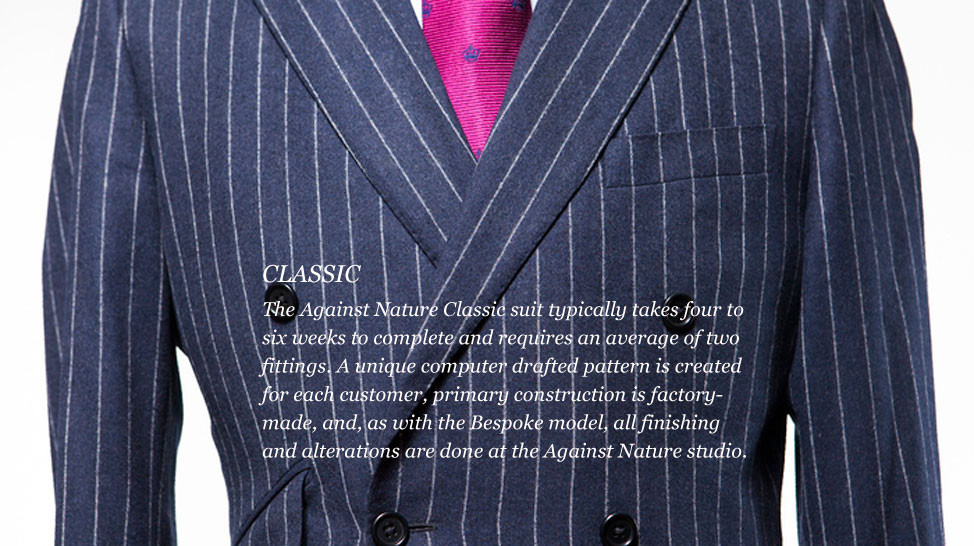 CLASSIC
The Against Nature Classic suit typically takes four to
six weeks to complete and requires an average of two
fittings. A unique computer drafted pattern is created
for each customer, primary construction is factory-
made, and, as with the Bespoke model, all finishing
and alterations are done at the Against Nature studio.